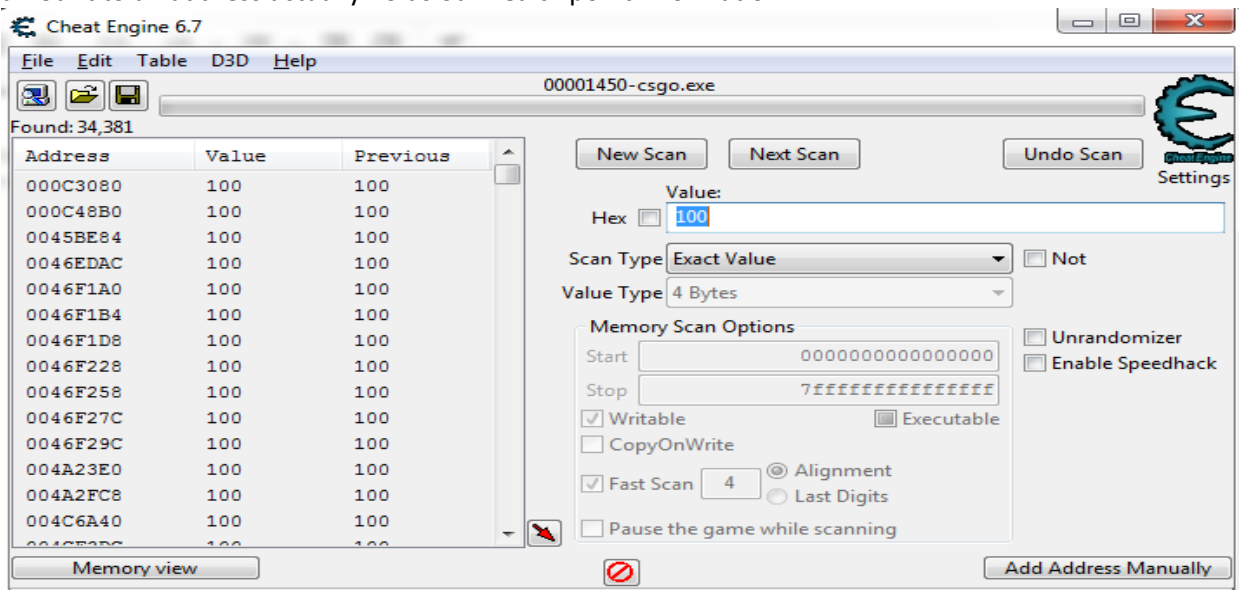 Cheat Engine 6.7
File Edit Table D3D Help
00001450-csgo.exe
Found: 34,381
Address Value Previous
000C3080 100 100
000C48B0 100 100
0045BE84 100 100
0046EDAC 100 100
0046F1A0 100 100
0046F1B4 100 100
0046F1D8 100 100
0046F228 100 100
0046F258 100 100
0046F27C 100 100
0046F29C 100 100
004A23E0 100 100
004A2FC8 100 100
004C6A40 100 100
Memory view
New Scan Next Scan Undo Scan
Cheat Engine
Settings
Value:
Hex 100
Scan Type Exact Value Not
Value Type 4 Bytes
Memory Scan Options
Start 0000000000000000
Stop 7fffffffffffffff
Writable Executable
CopyOnWrite
Fast Scan 4 Alignment
Last Digits
Pause the game while scanning
Unrandomizer
Enable Speedhack
Add Address Manually